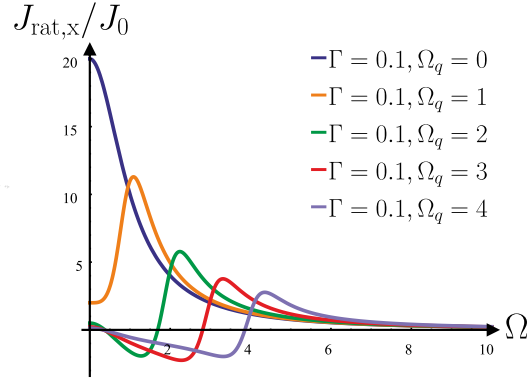 J_rat,x/J_0
20
15
10
5
2
4
6
8
10
Ω
Γ = 0.1, Ω_q = 0
Γ = 0.1, Ω_q = 1
Γ = 0.1, Ω_q = 2
Γ = 0.1, Ω_q = 3
Γ = 0.1, Ω_q = 4